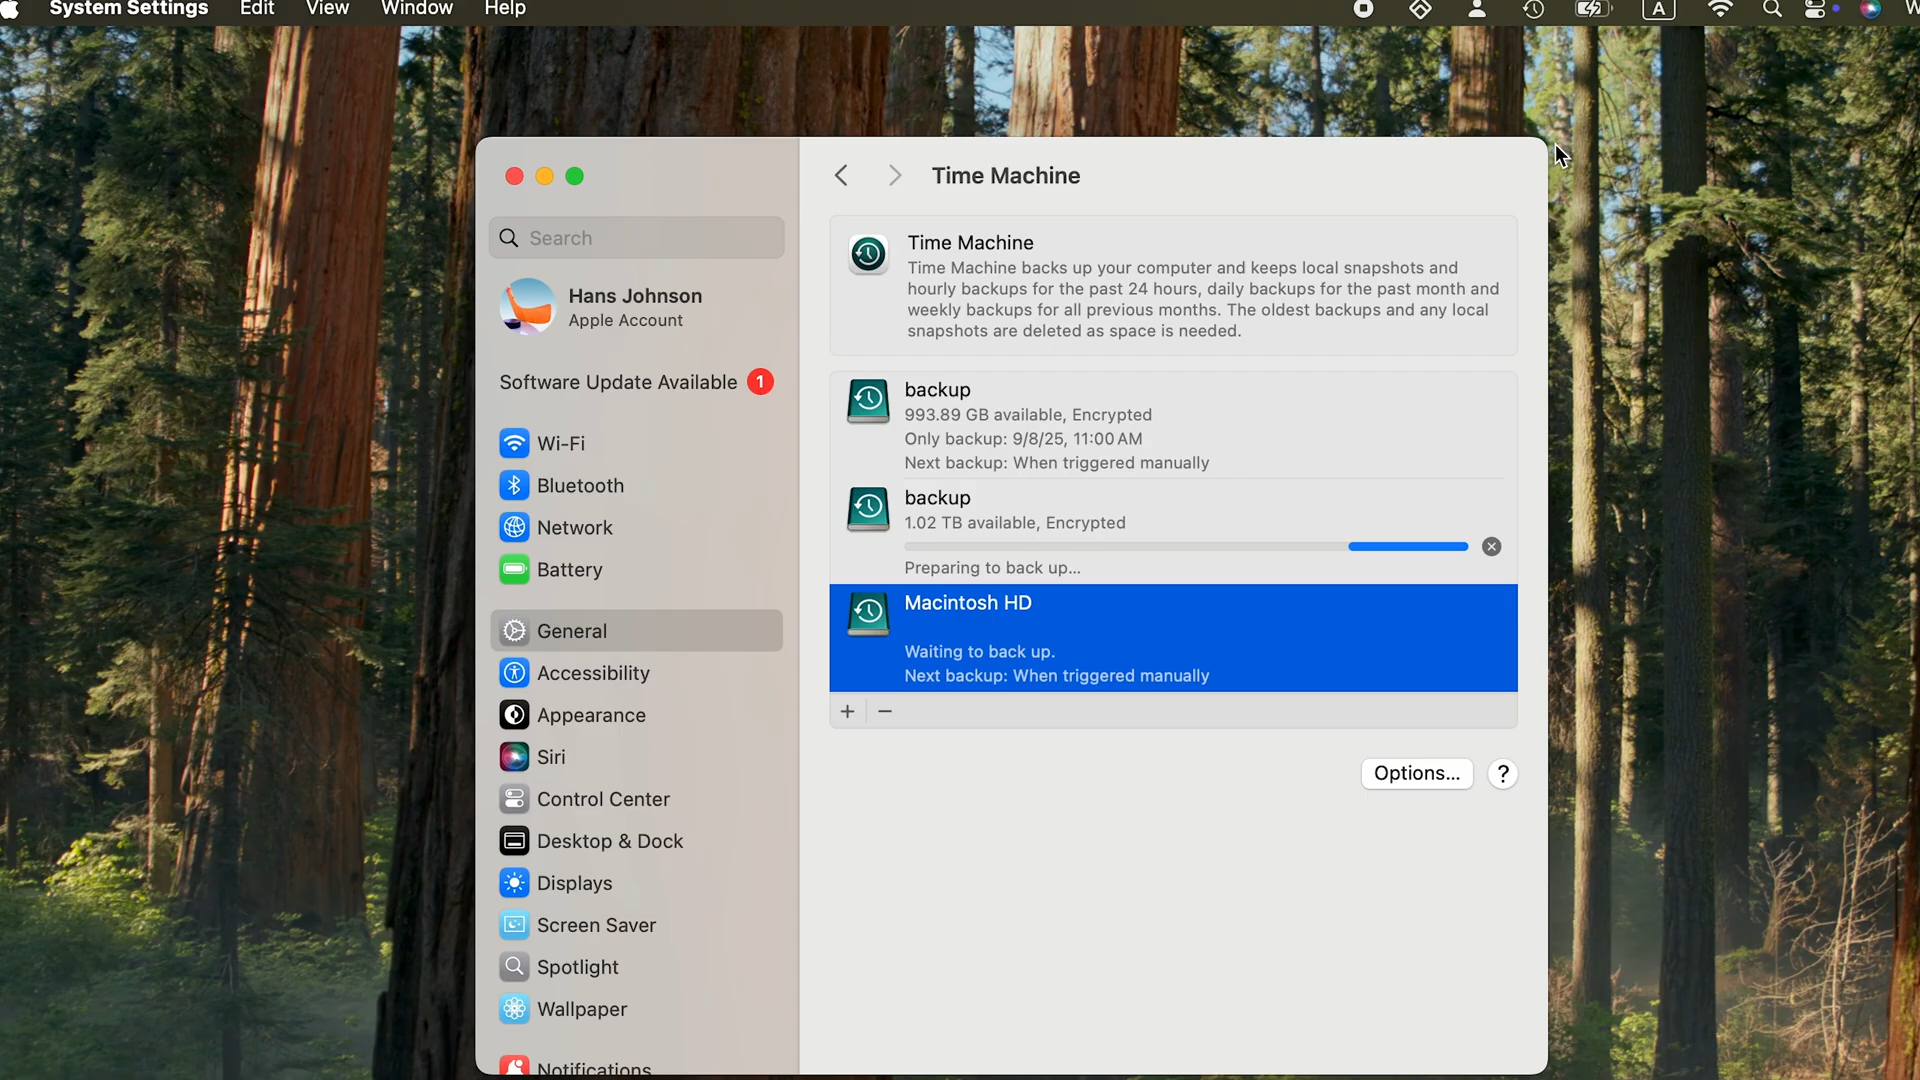 System Settings Edit View Window Help
A
Time Machine
Search
Hans Johnson
Apple Account
Software Update Available 1
Wi-Fi
Bluetooth
Network
Battery
General
Accessibility
Appearance
Siri
Control Center
Desktop & Dock
Displays
Screen Saver
Spotlight
Wallpaper
Notifications
Time Machine
Time Machine backs up your computer and keeps local snapshots and
hourly backups for the past 24 hours, daily backups for the past month and
weekly backups for all previous months. The oldest backups and any local
snapshots are deleted as space is needed.
backup
993.89 GB available, Encrypted
Only backup: 9/8/25, 11:00 AM
Next backup: When triggered manually
backup
1.02 TB available, Encrypted
Preparing to back up...
Macintosh HD
Waiting to back up.
Next backup: When triggered manually
+ −
Options... ?